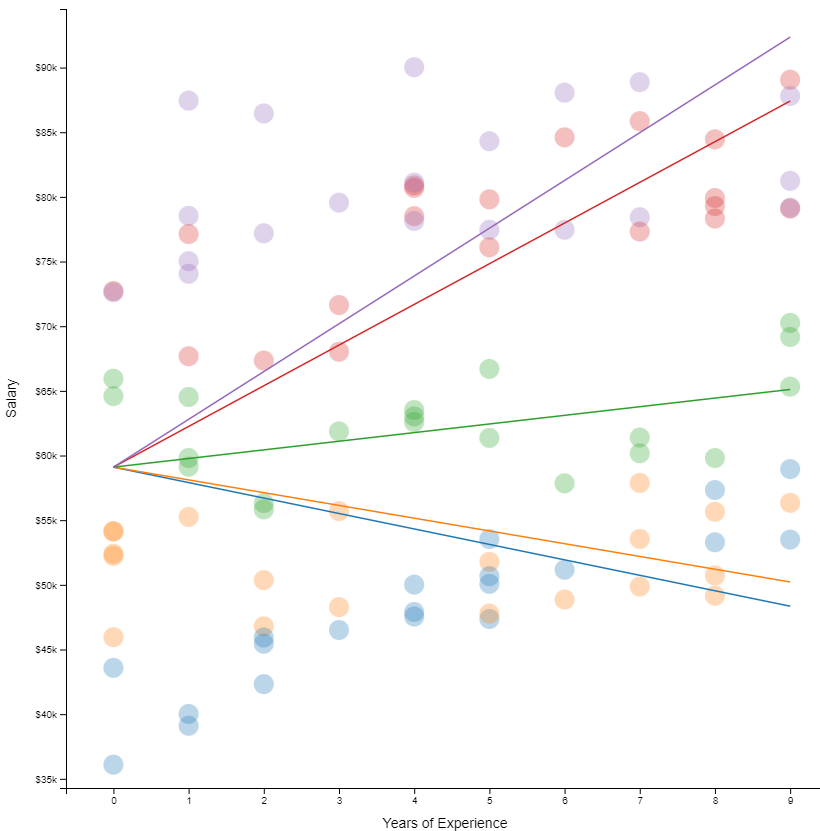 $90k
$85k
$80k
$75k
$70k
$65k
$60k
$55k
$50k
$45k
$40k
$35k
Salary
0 1 2 3 4 5 6 7 8 9
Years of Experience